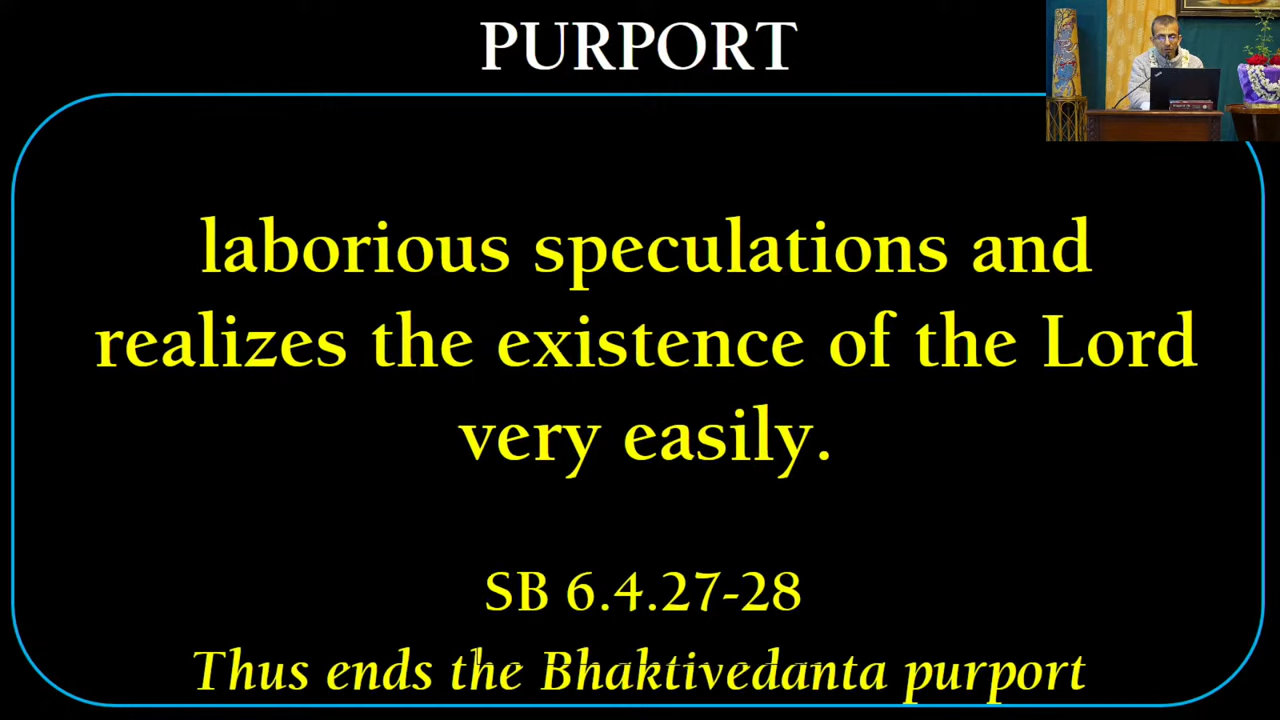 PURPORT
laborious speculations and
realizes the existence of the Lord
very easily.
SB 6.4.27-28
Thus ends the Bhaktivedanta purport